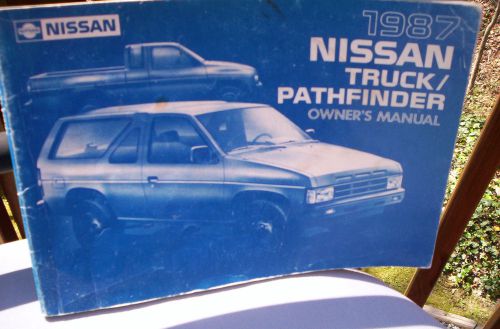 NISSAN
1987
NISSAN
TRUCK/
PATHFINDER
OWNER'S MANUAL